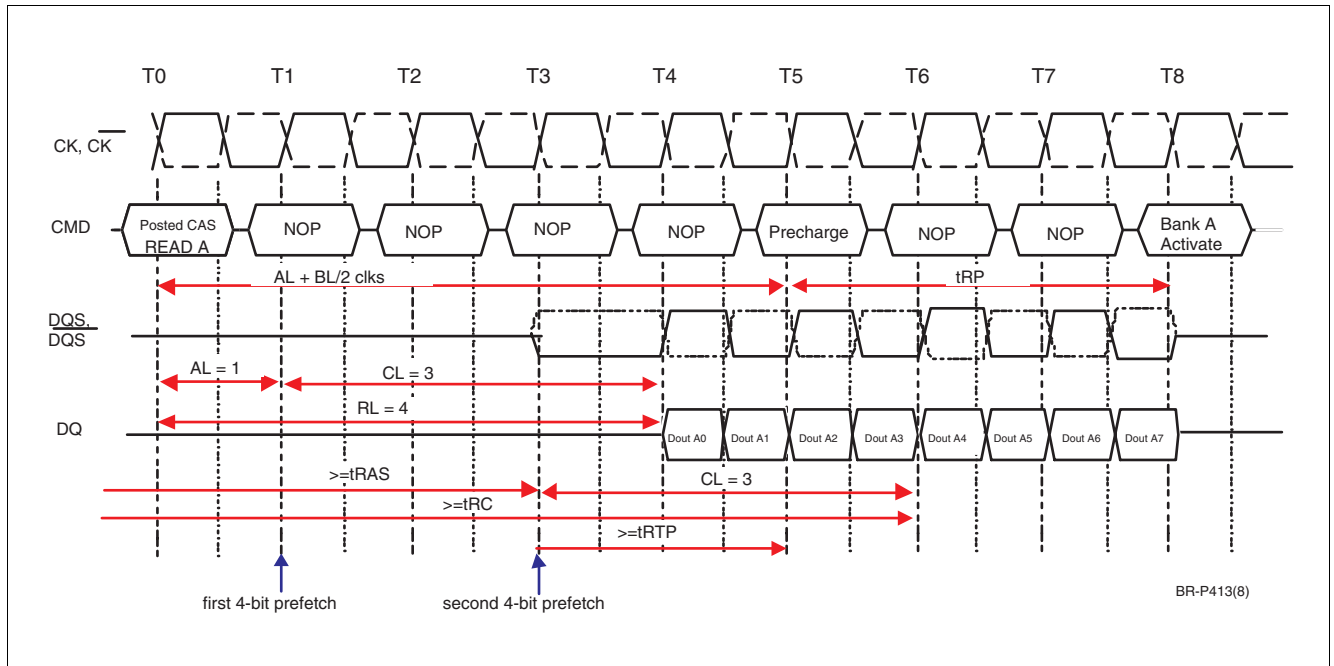 T0 T1 T2 T3 T4 T5 T6 T7 T8
CK, CK
CMD
Posted CAS
READ A
NOP
NOP
NOP
NOP
Precharge
NOP
NOP
Bank A
Activate
AL + BL/2 clks
tRP
DQS,
DQS
AL = 1
CL = 3
RL = 4
DQ
Dout A0 Dout A1 Dout A2 Dout A3 Dout A4 Dout A5 Dout A6 Dout A7
>=tRAS
CL = 3
>=tRC
>=tRTP
first 4-bit prefetch
second 4-bit prefetch
BR-P413(8)